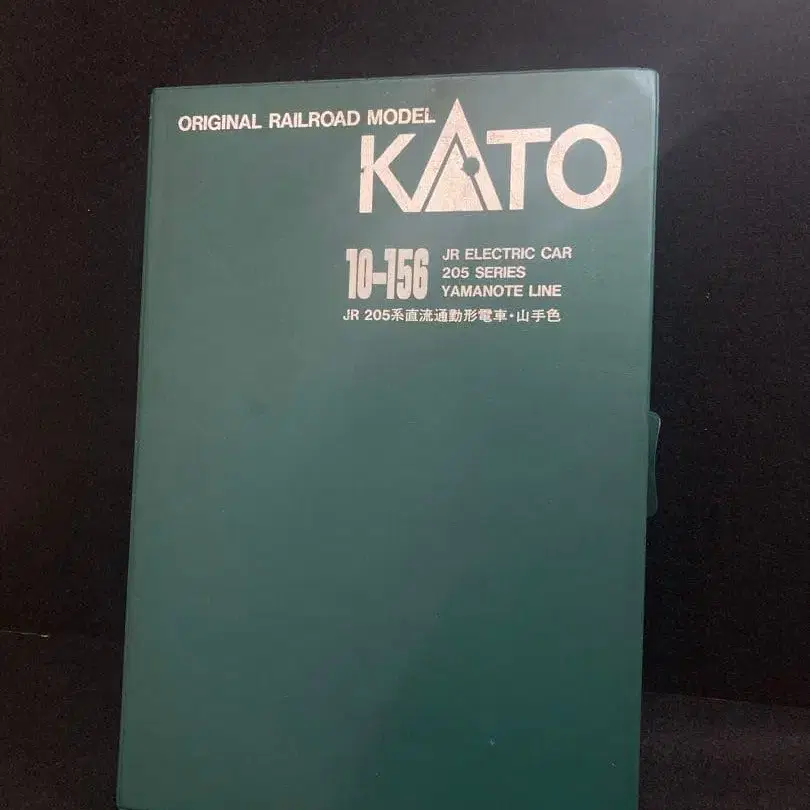 ORIGINAL RAILROAD MODEL
KATO
10-156
JR ELECTRIC CAR
205 SERIES
YAMANOTE LINE
JR 205系直流通勤形電車・山手色